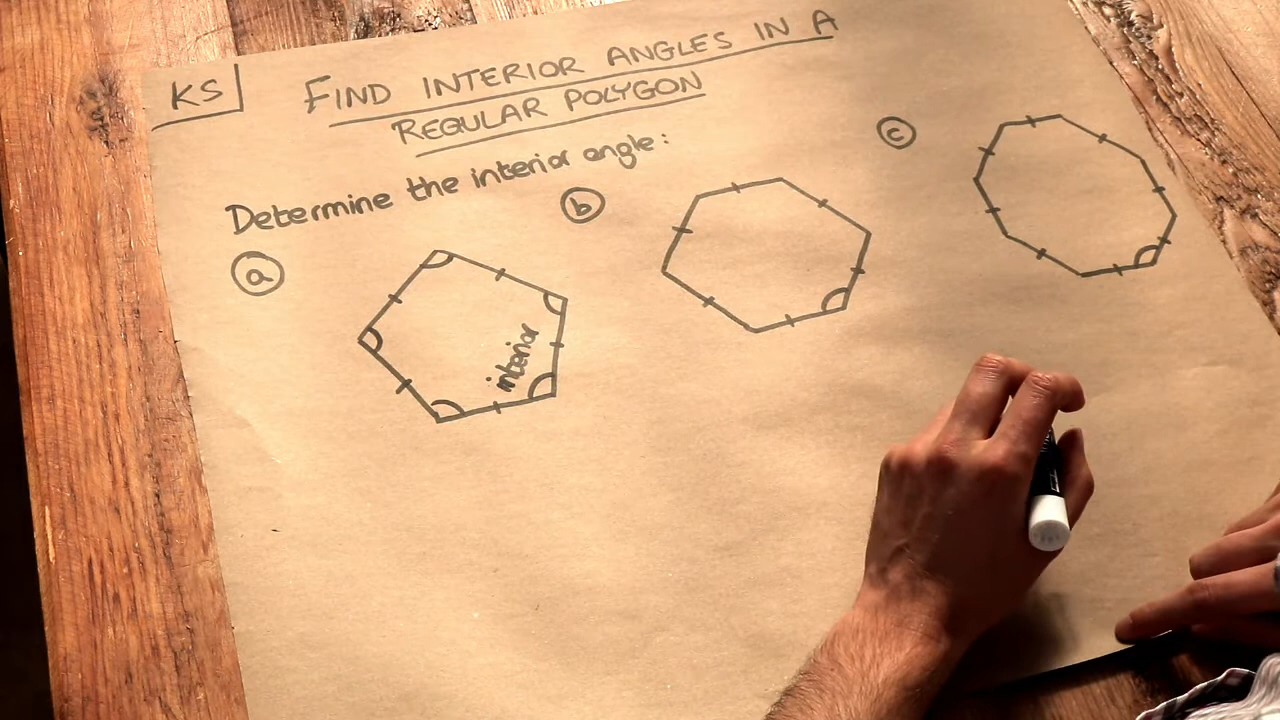 KS
FIND INTERIOR ANGLES IN A
REGULAR POLYGON
Determine the interior angle:
a
b
c
interior